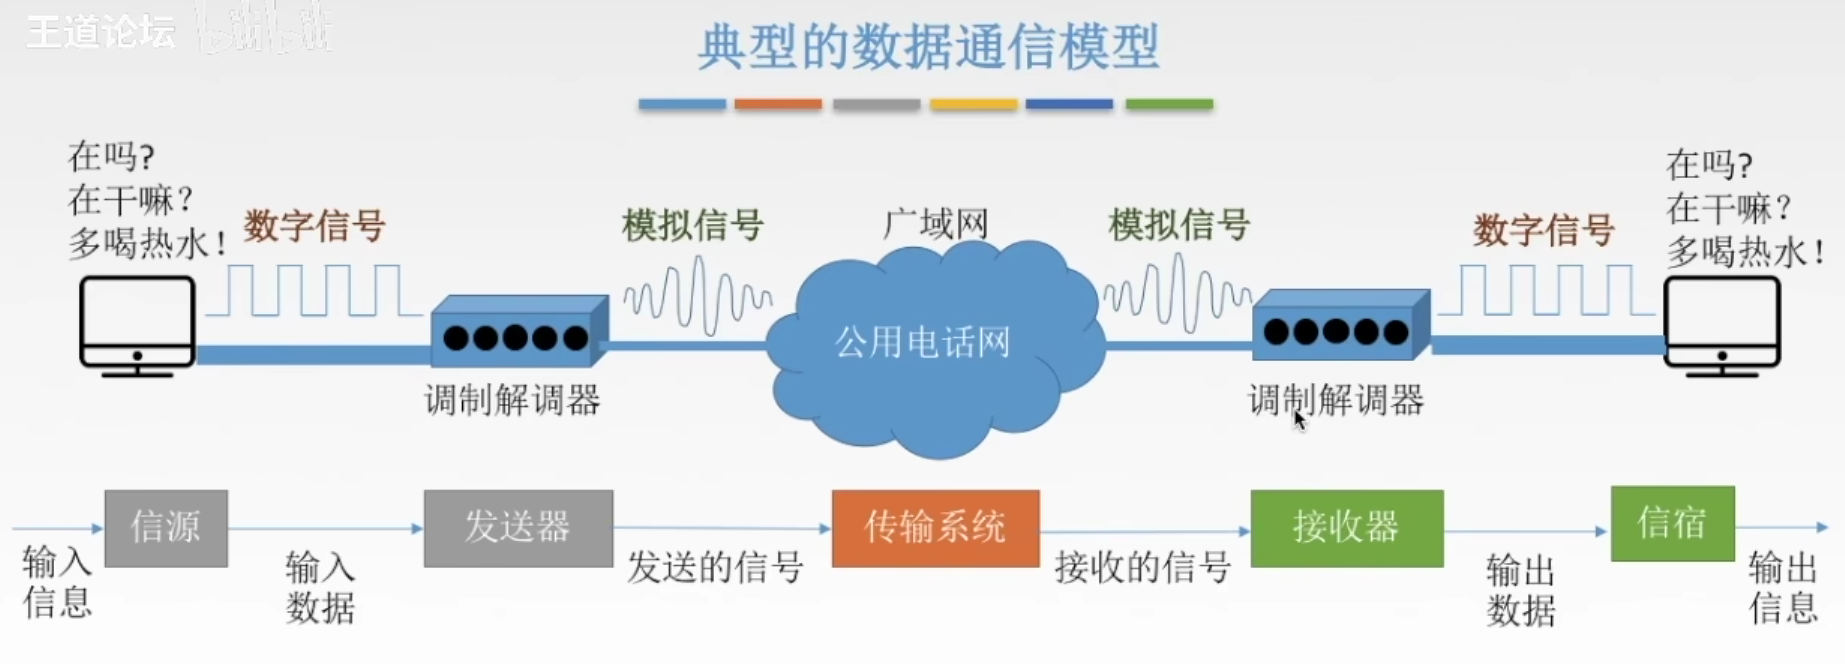 王道论坛 bilibili
典型的数据通信模型
在吗?
在干嘛?
多喝热水!
数字信号
模拟信号
广域网
模拟信号
数字信号
在吗?
在干嘛?
多喝热水!
公用电话网
调制解调器
调制解调器
信源
发送器
传输系统
接收器
信宿
输入
信息
输入
数据
发送的信号
接收的信号
输出
数据
输出
信息